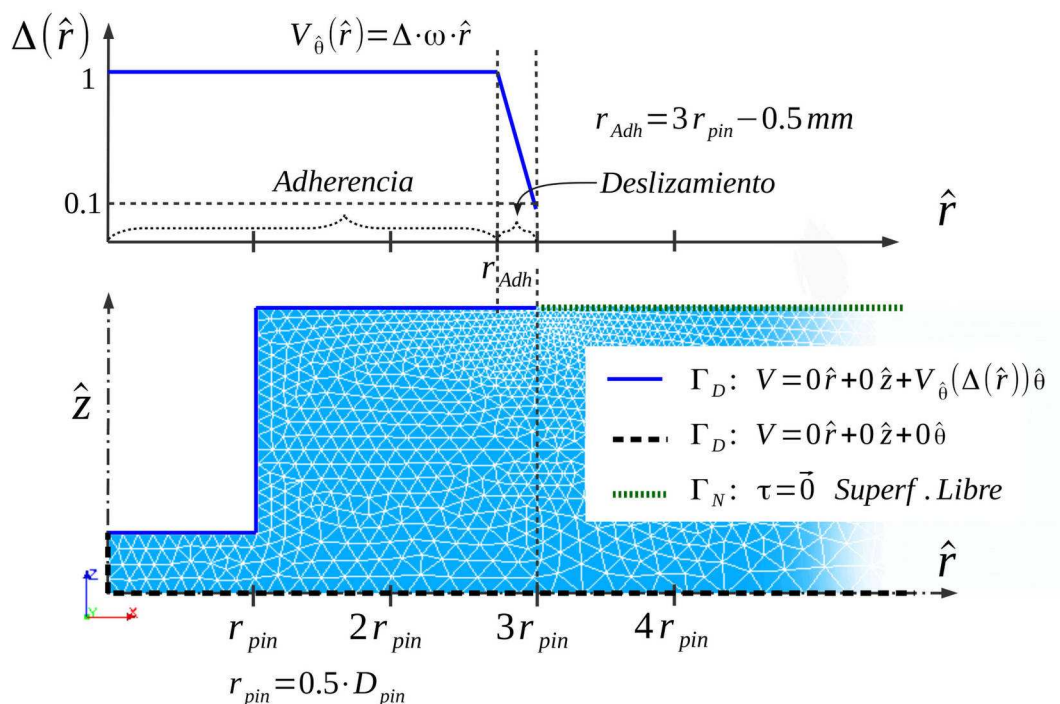 Δ(r̂)
V_θ̂(r̂)=Δ·ω·r̂
1
r_Adh=3r_pin−0.5mm
Adherencia
Deslizamiento
0.1
r̂
r_Adh
ẑ
Γ_D: V=0r̂+0ẑ+V_θ̂(Δ(r̂))θ̂
Γ_D: V=0r̂+0ẑ+0θ̂
Γ_N: τ=0⃗ Superf.Libre
r̂
Z
Y X
r_pin 2r_pin 3r_pin 4r_pin
r_pin=0.5·D_pin